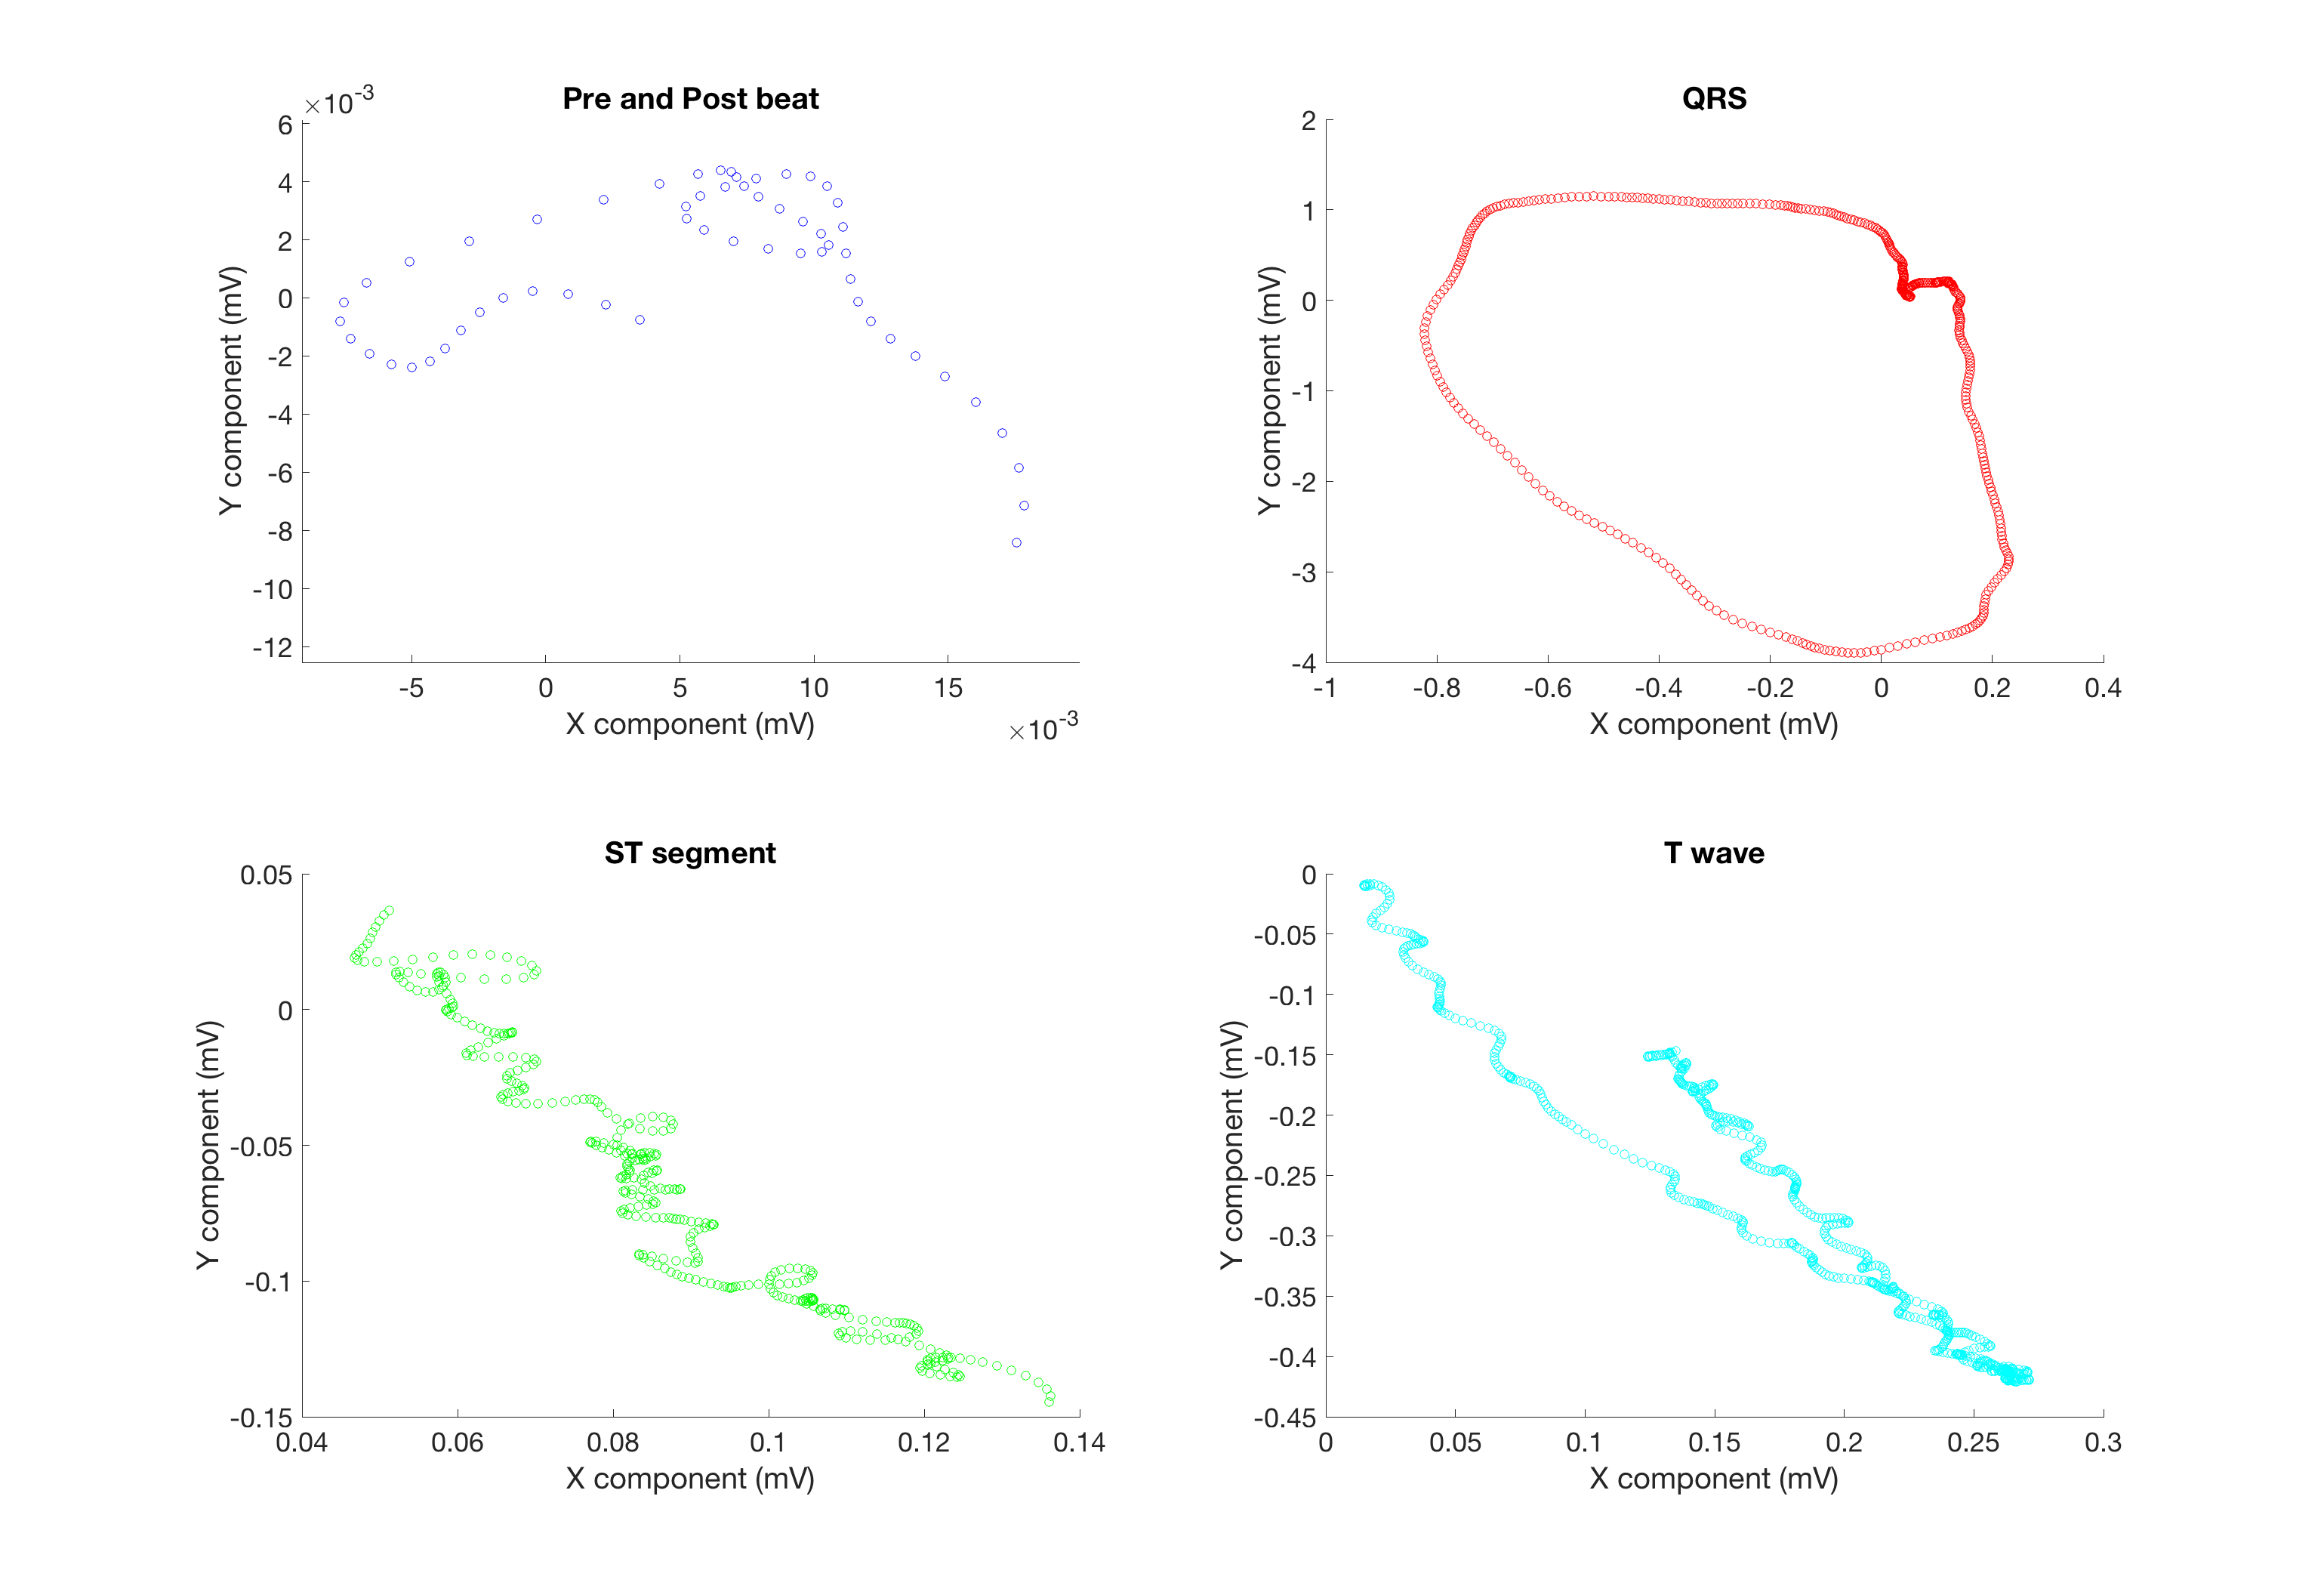 Pre and Post beat
×10-3
6
4
2
0
-2
-4
-6
-8
-10
-12
Y component (mV)
-5 0 5 10 15
X component (mV)
×10-3
QRS
2
1
0
-1
-2
-3
-4
Y component (mV)
-1 -0.8 -0.6 -0.4 -0.2 0 0.2 0.4
X component (mV)
ST segment
0.05
0
-0.05
-0.1
-0.15
Y component (mV)
0.04 0.06 0.08 0.1 0.12 0.14
X component (mV)
T wave
0
-0.05
-0.1
-0.15
-0.2
-0.25
-0.3
-0.35
-0.4
-0.45
Y component (mV)
0 0.05 0.1 0.15 0.2 0.25 0.3
X component (mV)